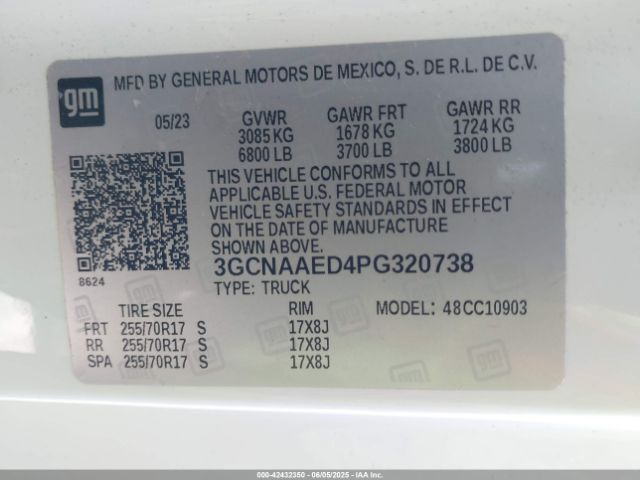 gm
MFD BY GENERAL MOTORS DE MEXICO, S. DE R.L. DE C.V.
05/23 GVWR GAWR FRT GAWR RR
3085 KG 1678 KG 1724 KG
6800 LB 3700 LB 3800 LB
THIS VEHICLE CONFORMS TO ALL
APPLICABLE U.S. FEDERAL MOTOR
VEHICLE SAFETY STANDARDS IN EFFECT
ON THE DATE OF MANUFACTURE SHOWN ABOVE.
3GCNAAED4PG320738
8624
TYPE: TRUCK
TIRE SIZE RIM MODEL: 48CC10903
FRT 255/70R17 S 17X8J
RR 255/70R17 S 17X8J
SPA 255/70R17 S 17X8J
000-42432350 - 06/05/2025 - IAAI.COM